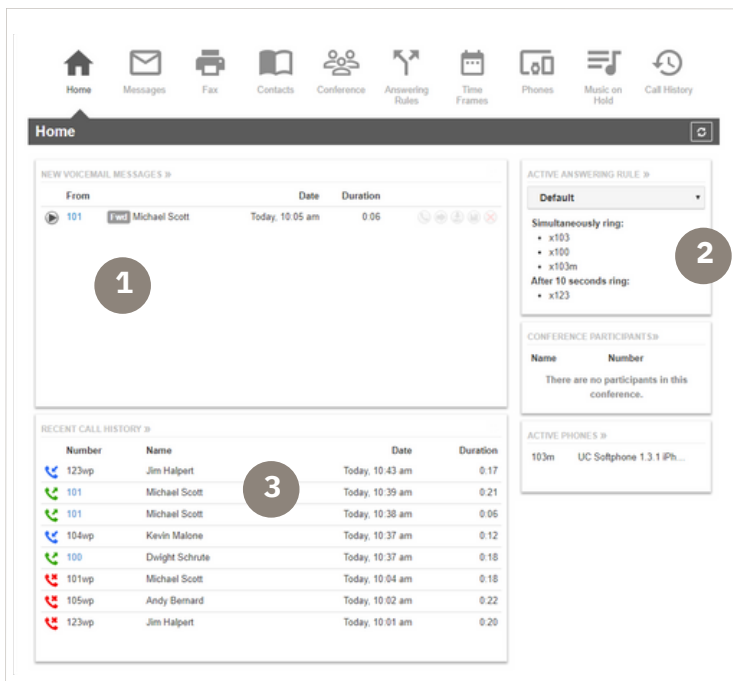 Home Messages Fax Contacts Conference Answering Rules Time Frames Phones Music on Hold Call History
Home
NEW VOICEMAIL MESSAGES »
From Date Duration
101 Fwd Michael Scott Today, 10:05 am 0:06
1
ACTIVE ANSWERING RULE »
Default
Simultaneously ring:
• x103
• x100
• x103m
After 10 seconds ring:
• x123
2
CONFERENCE PARTICIPANTS»
Name Number
There are no participants in this
conference.
ACTIVE PHONES »
103m UC Softphone 1.3.1 iPh...
RECENT CALL HISTORY »
Number Name Date Duration
123wp Jim Halpert Today, 10:43 am 0:17
101 Michael Scott Today, 10:39 am 0:21
101 Michael Scott Today, 10:38 am 0:06
104wp Kevin Malone Today, 10:37 am 0:12
100 Dwight Schrute Today, 10:37 am 0:18
101wp Michael Scott Today, 10:04 am 0:18
105wp Andy Bernard Today, 10:02 am 0:22
123wp Jim Halpert Today, 10:01 am 0:20
3